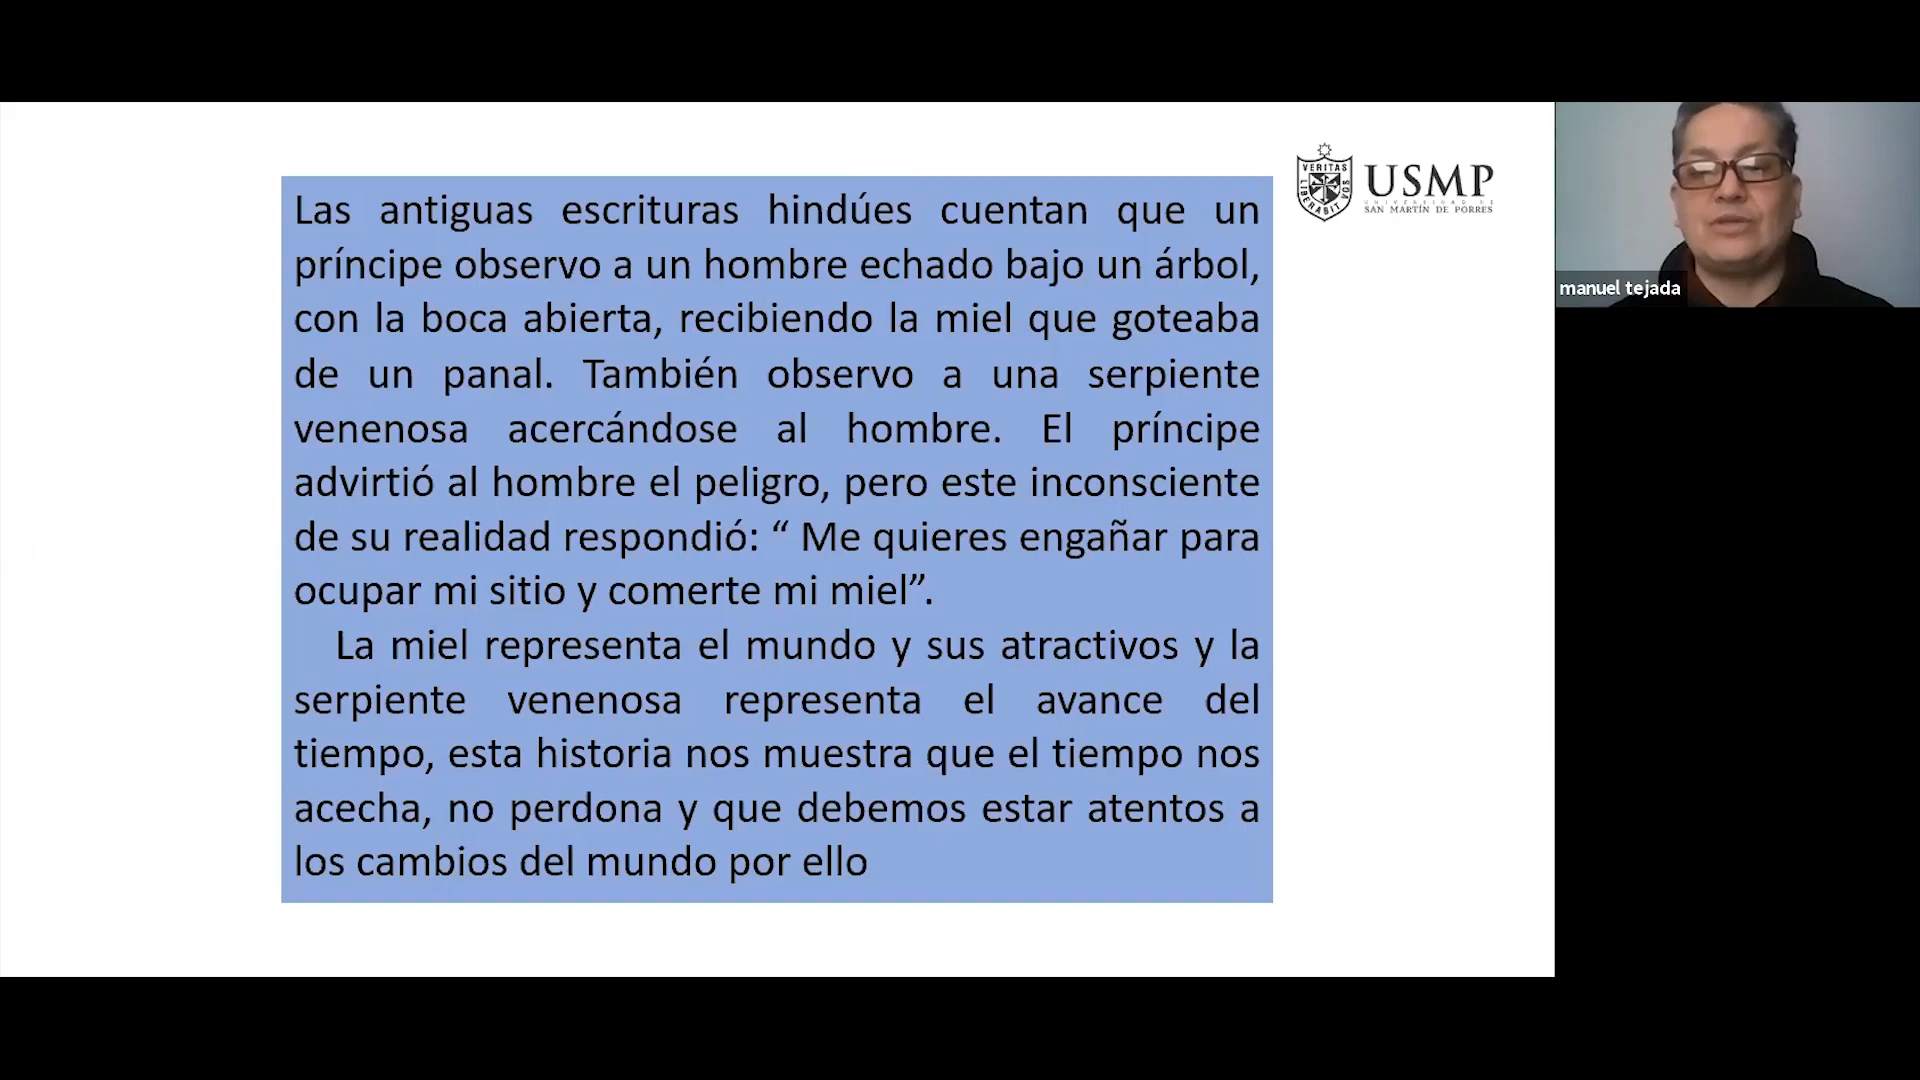 Las antiguas escrituras hindúes cuentan que un
príncipe observo a un hombre echado bajo un árbol,
con la boca abierta, recibiendo la miel que goteaba
de un panal. También observo a una serpiente
venenosa acercándose al hombre. El príncipe
advirtió al hombre el peligro, pero este inconsciente
de su realidad respondió: “ Me quieres engañar para
ocupar mi sitio y comerte mi miel”.
La miel representa el mundo y sus atractivos y la
serpiente venenosa representa el avance del
tiempo, esta historia nos muestra que el tiempo nos
acecha, no perdona y que debemos estar atentos a
los cambios del mundo por ello
VERITAS
LIBERABIT
VOS
USMP
UNIVERSIDAD DE
SAN MARTÍN DE PORRES
manuel tejada